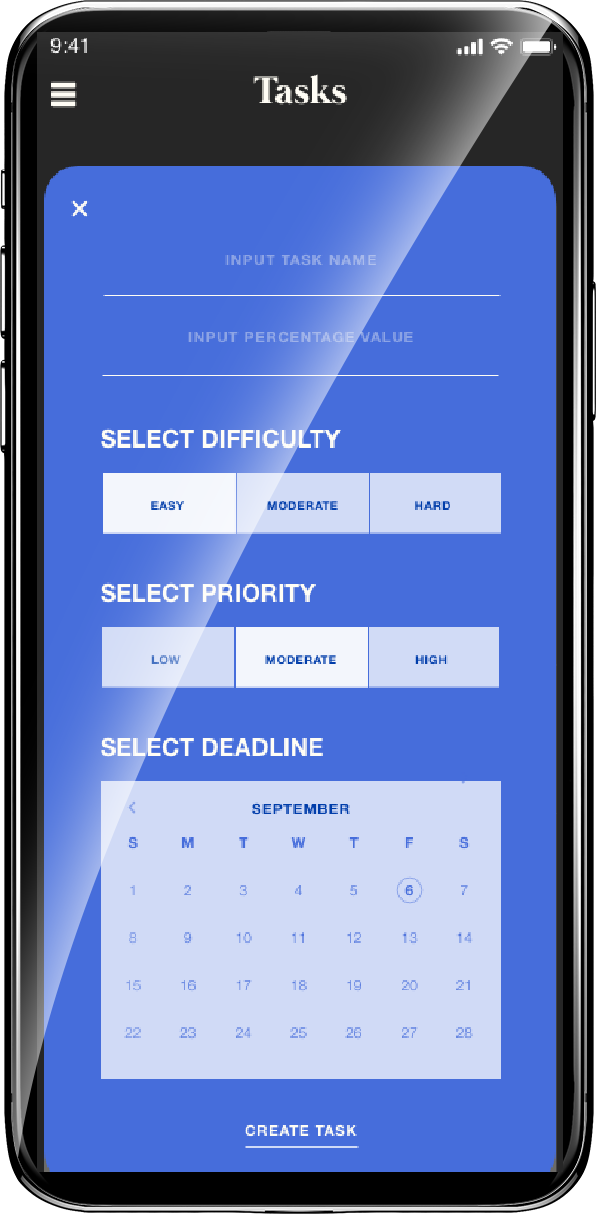 9:41
Tasks
INPUT TASK NAME
INPUT PERCENTAGE VALUE
SELECT DIFFICULTY
EASY MODERATE HARD
SELECT PRIORITY
LOW MODERATE HIGH
SELECT DEADLINE
SEPTEMBER
S M T W T F S
1 2 3 4 5 6 7
8 9 10 11 12 13 14
15 16 17 18 19 20 21
22 23 24 25 26 27 28
CREATE TASK